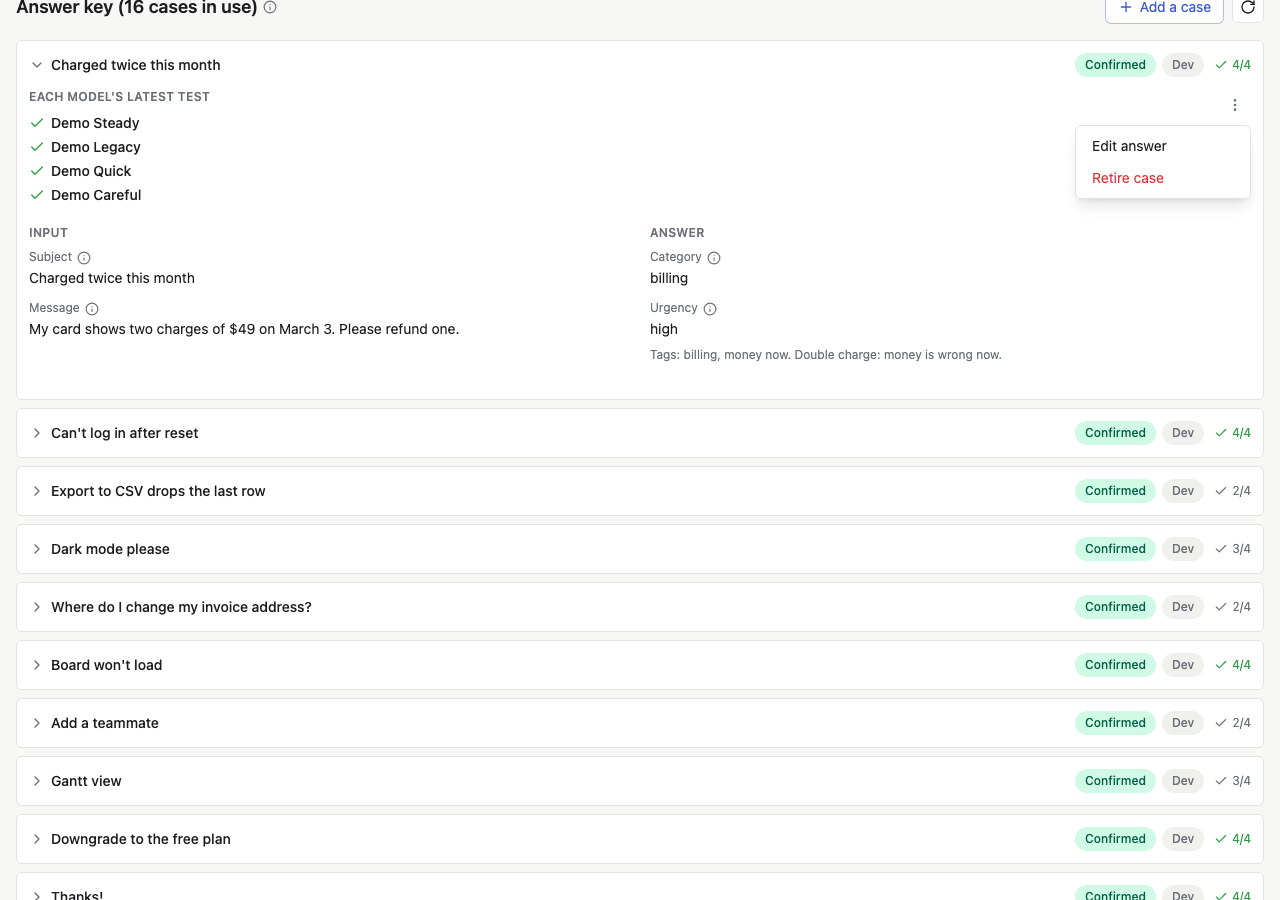 Answer key (16 cases in use)
Add a case
Charged twice this month
Confirmed Dev 4/4
EACH MODEL'S LATEST TEST
Demo Steady
Demo Legacy
Demo Quick
Demo Careful
Edit answer
Retire case
INPUT
Subject
Charged twice this month
Message
My card shows two charges of $49 on March 3. Please refund one.
ANSWER
Category
billing
Urgency
high
Tags: billing, money now. Double charge: money is wrong now.
Can't log in after reset Confirmed Dev 4/4
Export to CSV drops the last row Confirmed Dev 2/4
Dark mode please Confirmed Dev 3/4
Where do I change my invoice address? Confirmed Dev 2/4
Board won't load Confirmed Dev 4/4
Add a teammate Confirmed Dev 2/4
Gantt view Confirmed Dev 3/4
Downgrade to the free plan Confirmed Dev 4/4
Thanks! Confirmed Dev 4/4